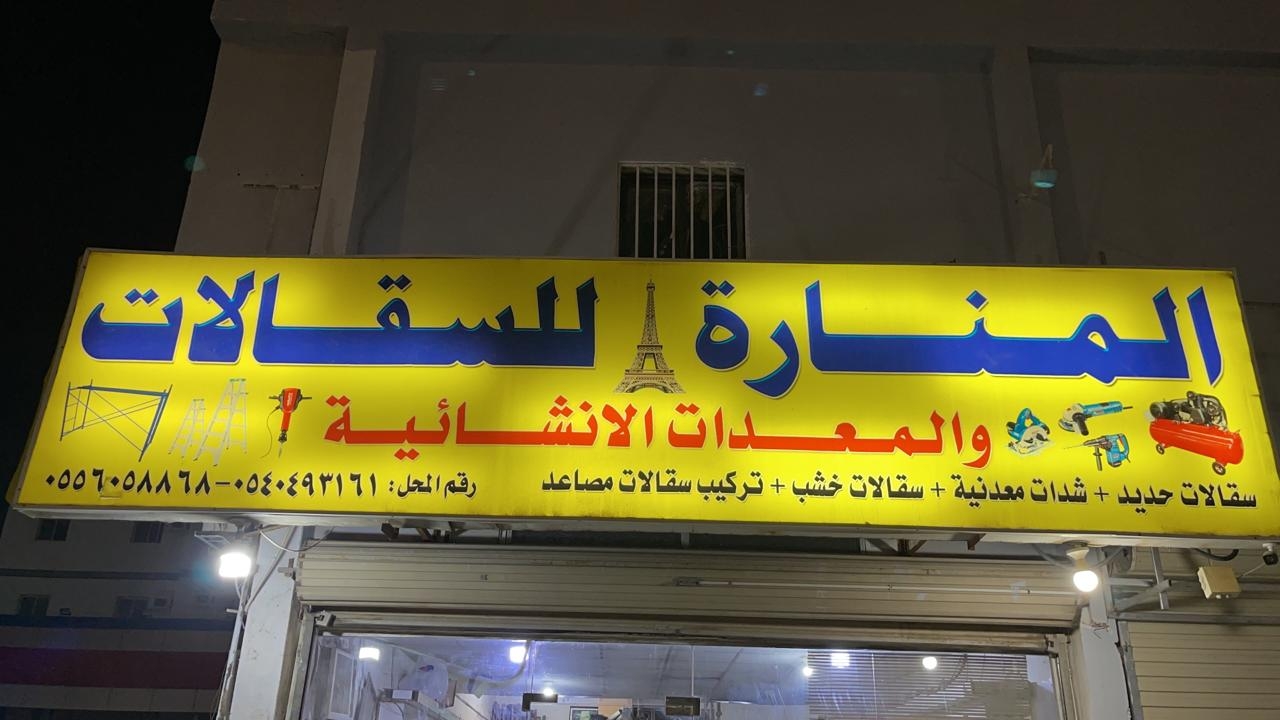 المنارة للسقالات
والمعدات الانشائية
سقالات حديد + شدات معدنية + سقالات خشب + تركيب سقالات مصاعد
رقم المحل: ٠٥٤٠٤٩٣١٦١-٠٥٥٦٠٥٨٨٦٨